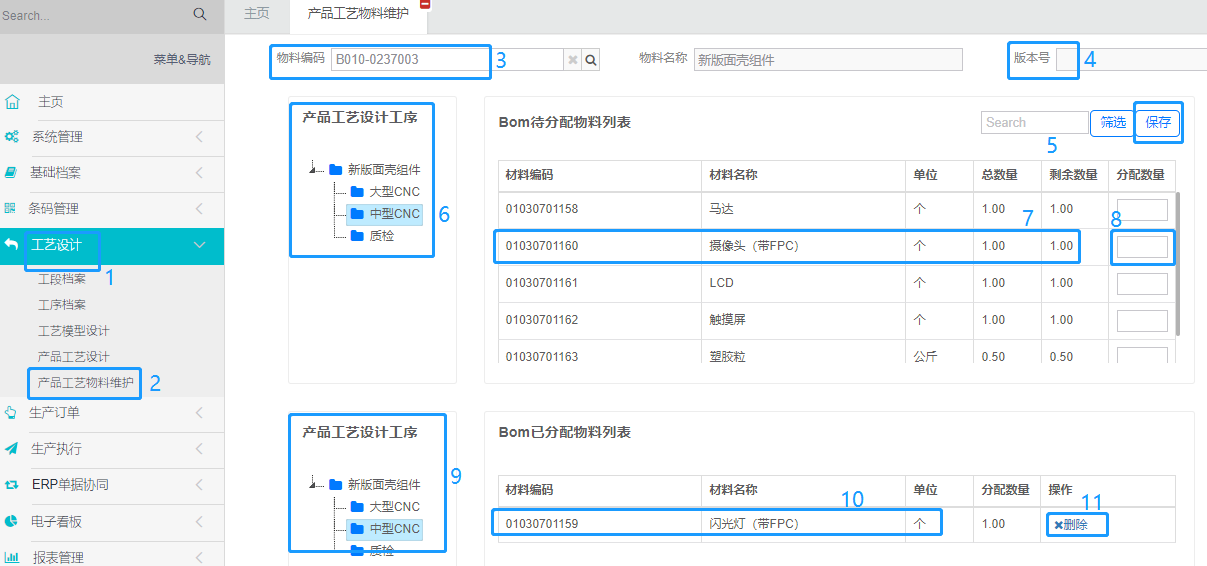 Search...
主页
产品工艺物料维护
菜单&导航
物料编码
B010-0237003
3
物料名称
新版面壳组件
版本号
4
主页
系统管理
基础档案
条码管理
工艺设计
1
工段档案
工序档案
工艺模型设计
产品工艺设计
产品工艺物料维护
2
生产订单
生产执行
ERP单据协同
电子看板
报表管理
产品工艺设计工序
新版面壳组件
大型CNC
中型CNC
质检
6
Bom待分配物料列表
Search
筛选
保存
5
材料编码 材料名称 单位 总数量 剩余数量 分配数量
01030701158 马达 个 1.00 1.00
7
8
01030701160 摄像头（带FPC） 个 1.00 1.00
01030701161 LCD 个 1.00 1.00
01030701162 触摸屏 个 1.00 1.00
01030701163 塑胶粒 公斤 0.50 0.50
产品工艺设计工序
新版面壳组件
大型CNC
中型CNC
质检
9
Bom已分配物料列表
材料编码 材料名称 单位 分配数量 操作
10
11
01030701159 闪光灯（带FPC） 个 1.00 删除